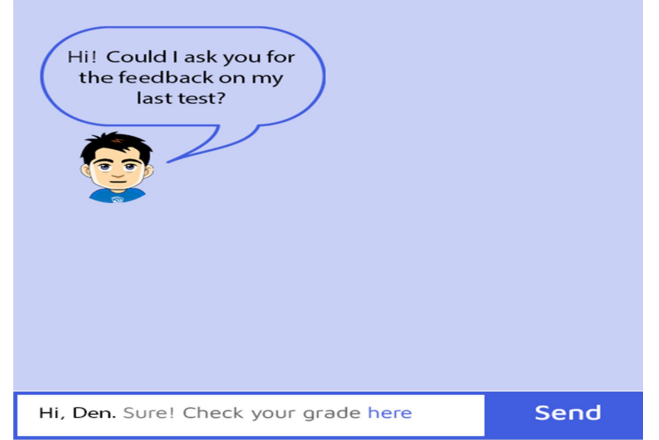 Hi! Could I ask you for
the feedback on my
last test?
Hi, Den. Sure! Check your grade here
Send